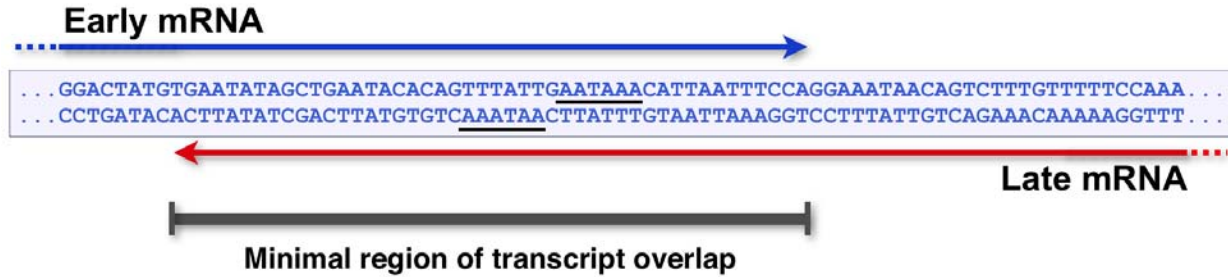 Early mRNA
...GGACTATGTGAATATAGCTGAATACACAGTTTATTGAATAAACATTAATTTCCAGGAAATAACAGTCTTTGTTTTTCCAAA...
...CCTGATACACTTATATCGACTTATGTGTCAAATAACTTATTTGTAATTAAAGGTCCTTTATTGTCAGAAACAAAAAGGTTT...
Late mRNA
Minimal region of transcript overlap